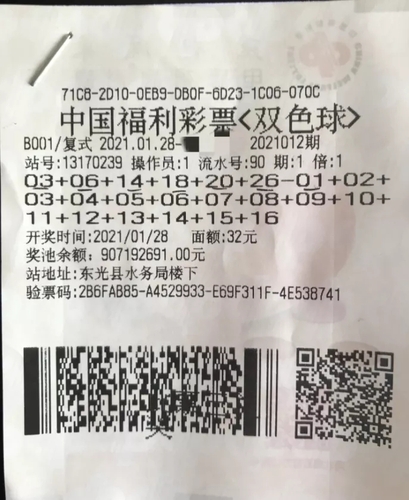 71C8-2D10-0EB9-DB0F-6D23-1C06-070C
中国福利彩票<双色球>
B001/复式 2021.01.28- 2021012期
站号:13170239 操作员:1 流水号:90 期:1 倍:1
03+06+14+18+20+26-01+02+
03+04+05+06+07+08+09+10+
11+12+13+14+15+16
开奖时间:2021/01/28 面额:32元
奖池余额: 907192691.00元
站地址:东光县水务局楼下
验票码:2B6FAB85-A4529933-E69F311F-4E538741